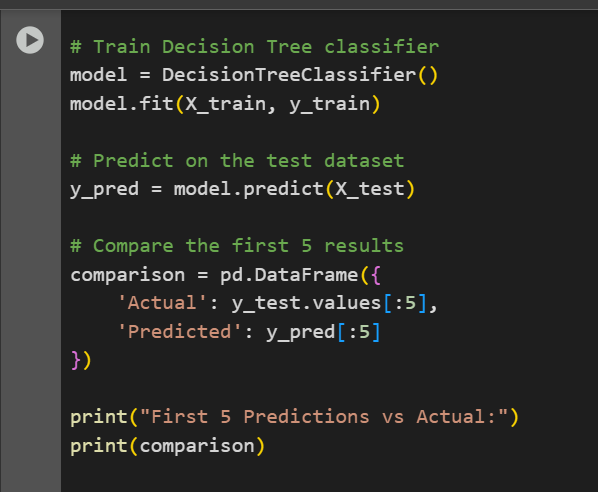 # Train Decision Tree classifier
model = DecisionTreeClassifier()
model.fit(X_train, y_train)
# Predict on the test dataset
y_pred = model.predict(X_test)
# Compare the first 5 results
comparison = pd.DataFrame({
    'Actual': y_test.values[:5],
    'Predicted': y_pred[:5]
})
print("First 5 Predictions vs Actual:")
print(comparison)